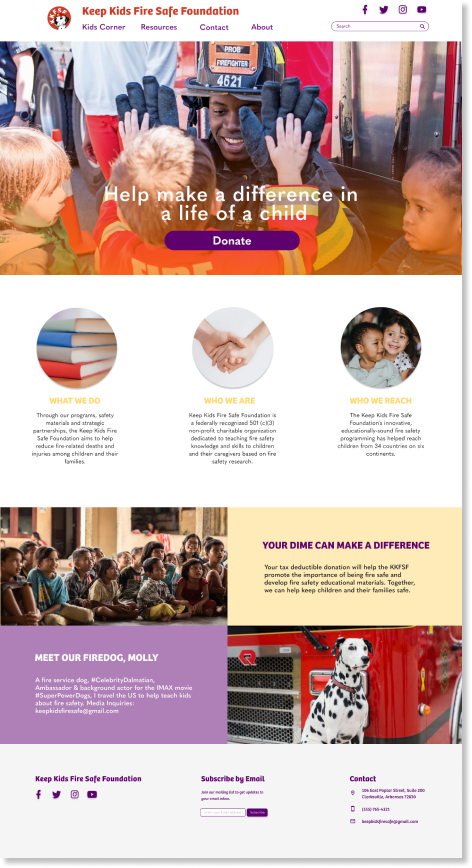 Keep Kids Fire Safe Foundation
Kids Corner Resources Contact About
Search
PROB
FIREFIGHTER
4621
Help make a difference in
a life of a child
Donate
WHAT WE DO
Through our programs, safety
materials and strategic
partnerships, the Keep Kids Fire
Safe Foundation aims to help
reduce fire-related deaths and
injuries among children and their
families.
WHO WE ARE
Keep Kids Fire Safe Foundation is
a federally recognized 501 (c)(3)
non-profit charitable organization
dedicated to teaching fire safety
knowledge and skills to children
and their caregivers based on fire
safety research.
WHO WE REACH
The Keep Kids Fire Safe
Foundation's innovative,
educationally-sound fire safety
programming has helped reach
children from 34 countries on six
continents.
YOUR DIME CAN MAKE A DIFFERENCE
Your tax deductible donation will help the KKFSF
promote the importance of being fire safe and
develop fire safety educational materials. Together,
we can help keep children and their families safe.
MEET OUR FIREDOG, MOLLY
A fire service dog, #CelebrityDalmatian,
Ambassador & background actor for the IMAX movie
#SuperPowerDogs, I travel the US to help teach kids
about fire safety. Media Inquiries:
keepkidsfiresafe@gmail.com
Keep Kids Fire Safe Foundation
Subscribe by Email
Join our mailing list to get updates to
your email inbox.
Subscribe
Contact
106 East Poplar Street, Suite 200
Clarksville, Arkansas 72830
(333) 765-4321
keepkidsfiresafe@gmail.com